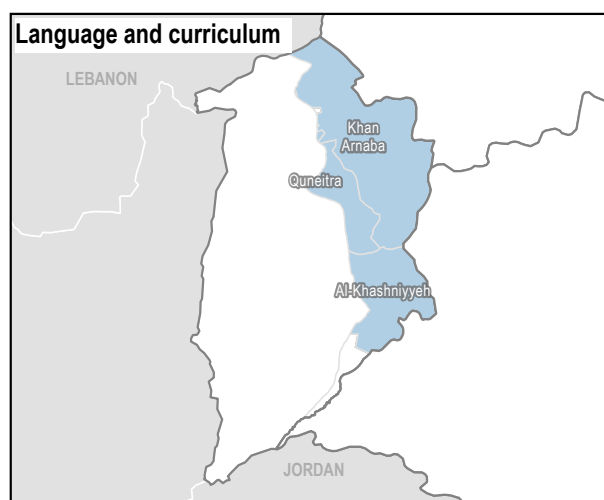 Language and curriculum
LEBANON
Khan
Arnaba
Quneitra
Al-Khashniyyeh
JORDAN